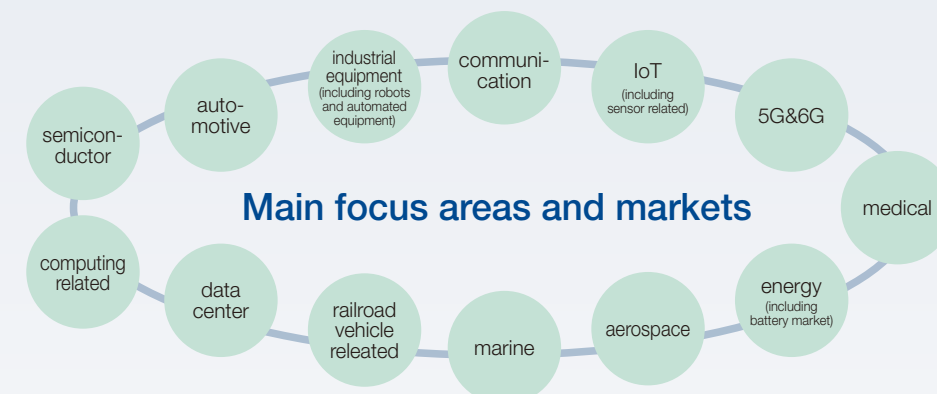 semicon-
ductor
auto-
motive
industrial
equipment
(including robots
and automated
equipment)
communi-
cation
IoT
(including
sensor related)
5G&6G
medical
Main focus areas and markets
computing
related
data
center
railroad
vehicle
releated
marine
aerospace
energy
(including
battery market)